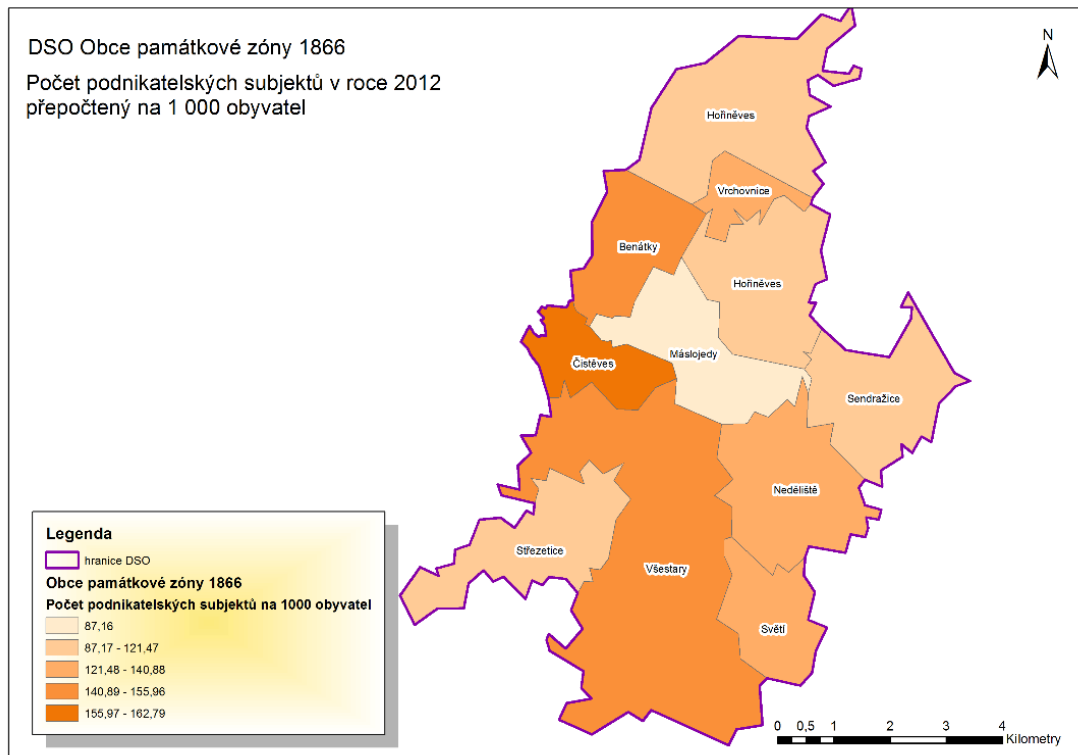 DSO Obce památkové zóny 1866
Počet podnikatelských subjektů v roce 2012
přepočtený na 1 000 obyvatel
N
Hořiněves
Vrchovnice
Benátky
Hořiněves
Máslojedy
Čistěves
Sendražice
Neděliště
Střezetice
Všestary
Světí
Legenda
hranice DSO
Obce památkové zóny 1866
Počet podnikatelských subjektů na 1000 obyvatel
87,16
87,17 - 121,47
121,48 - 140,88
140,89 - 155,96
155,97 - 162,79
0 0,5 1 2 3 4
Kilometry